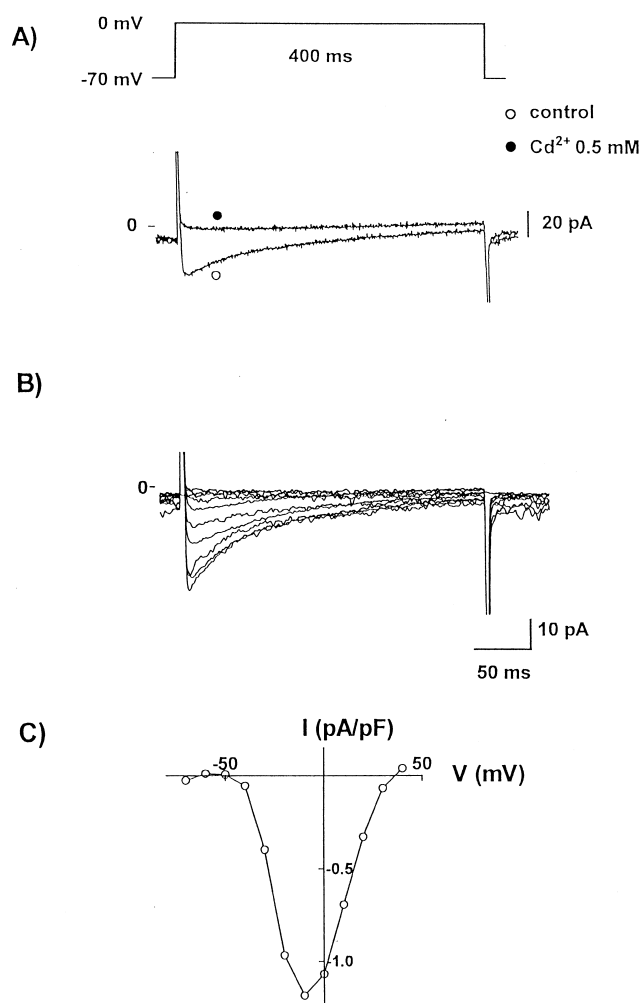 A)
0 mV
400 ms
-70 mV
control
Cd²⁺ 0.5 mM
0
20 pA
B)
0
10 pA
50 ms
C)
I (pA/pF)
-50
50
V (mV)
-0.5
-1.0